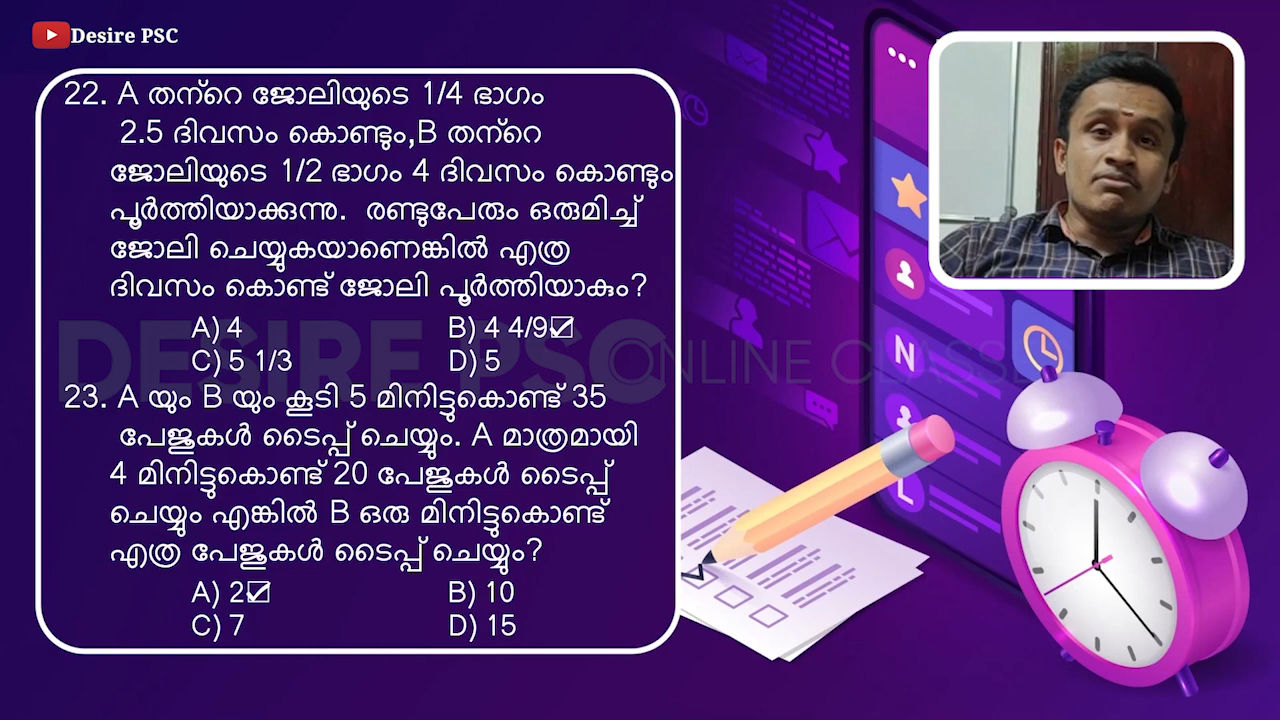 Desire PSC
22. A തന്റെ ജോലിയുടെ 1/4 ഭാഗം
2.5 ദിവസം കൊണ്ടും,B തന്റെ
ജോലിയുടെ 1/2 ഭാഗം 4 ദിവസം കൊണ്ടും
പൂർത്തിയാക്കുന്നു. രണ്ടുപേരും ഒരുമിച്ച്
ജോലി ചെയ്യുകയാണെങ്കിൽ എത്ര
ദിവസം കൊണ്ട് ജോലി പൂർത്തിയാകും?
A) 4 B) 4 4/9☑
C) 5 1/3 D) 5
DESIRE PSC ONLINE CLASSE
23. A യും B യും കൂടി 5 മിനിട്ടുകൊണ്ട് 35
പേജുകൾ ടൈപ്പ് ചെയ്യും. A മാത്രമായി
4 മിനിട്ടുകൊണ്ട് 20 പേജുകൾ ടൈപ്പ്
ചെയ്യും എങ്കിൽ B ഒരു മിനിട്ടുകൊണ്ട്
എത്ര പേജുകൾ ടൈപ്പ് ചെയ്യും?
A) 2☑ B) 10
C) 7 D) 15
N
L